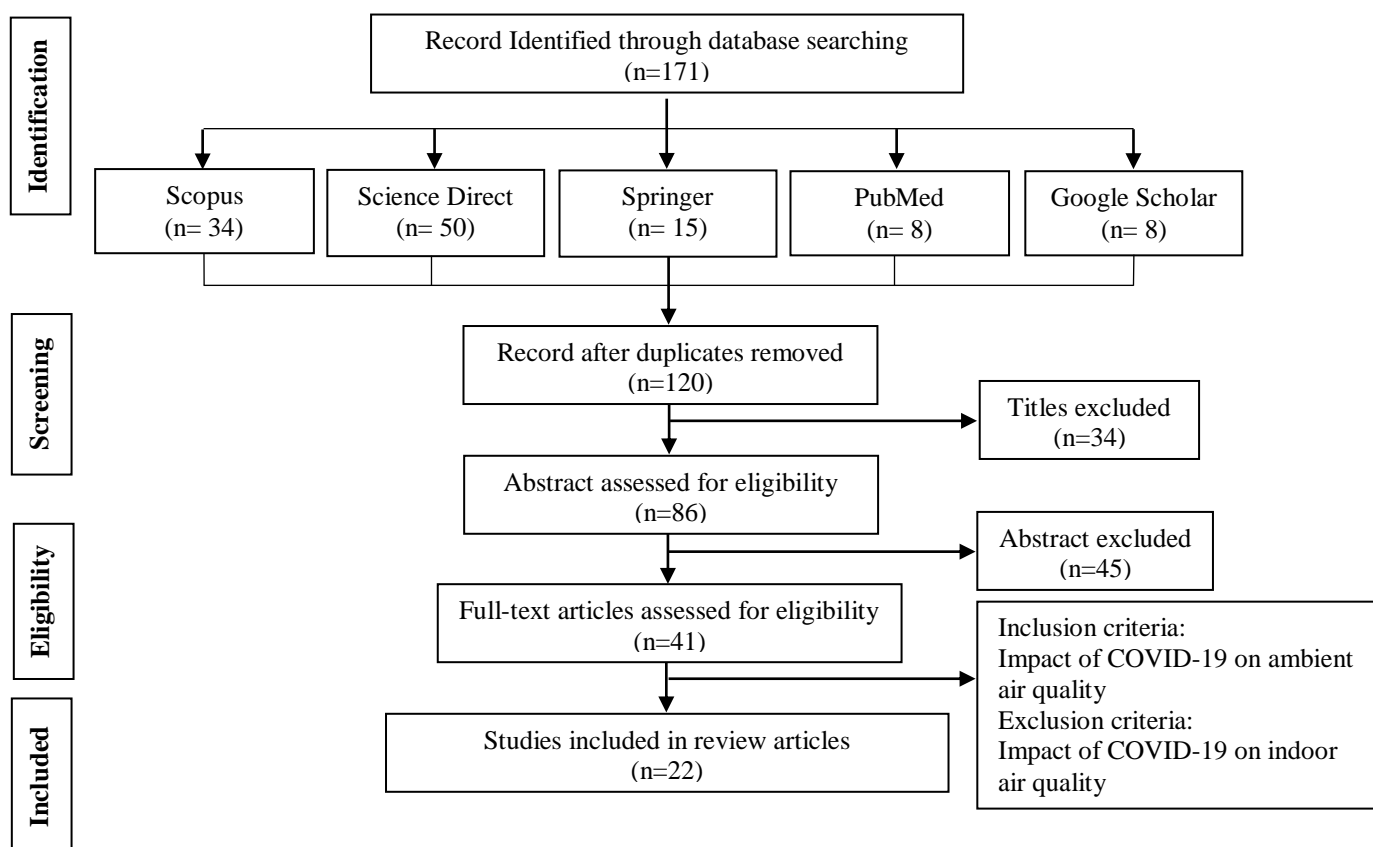 Identification
Record Identified through database searching
(n=171)
Scopus
(n= 34)
Science Direct
(n= 50)
Springer
(n= 15)
PubMed
(n= 8)
Google Scholar
(n= 8)
Screening
Record after duplicates removed
(n=120)
Titles excluded
(n=34)
Abstract assessed for eligibility
(n=86)
Eligibility
Abstract excluded
(n=45)
Full-text articles assessed for eligibility
(n=41)
Inclusion criteria:
Impact of COVID-19 on ambient
air quality
Exclusion criteria:
Impact of COVID-19 on indoor
air quality
Included
Studies included in review articles
(n=22)